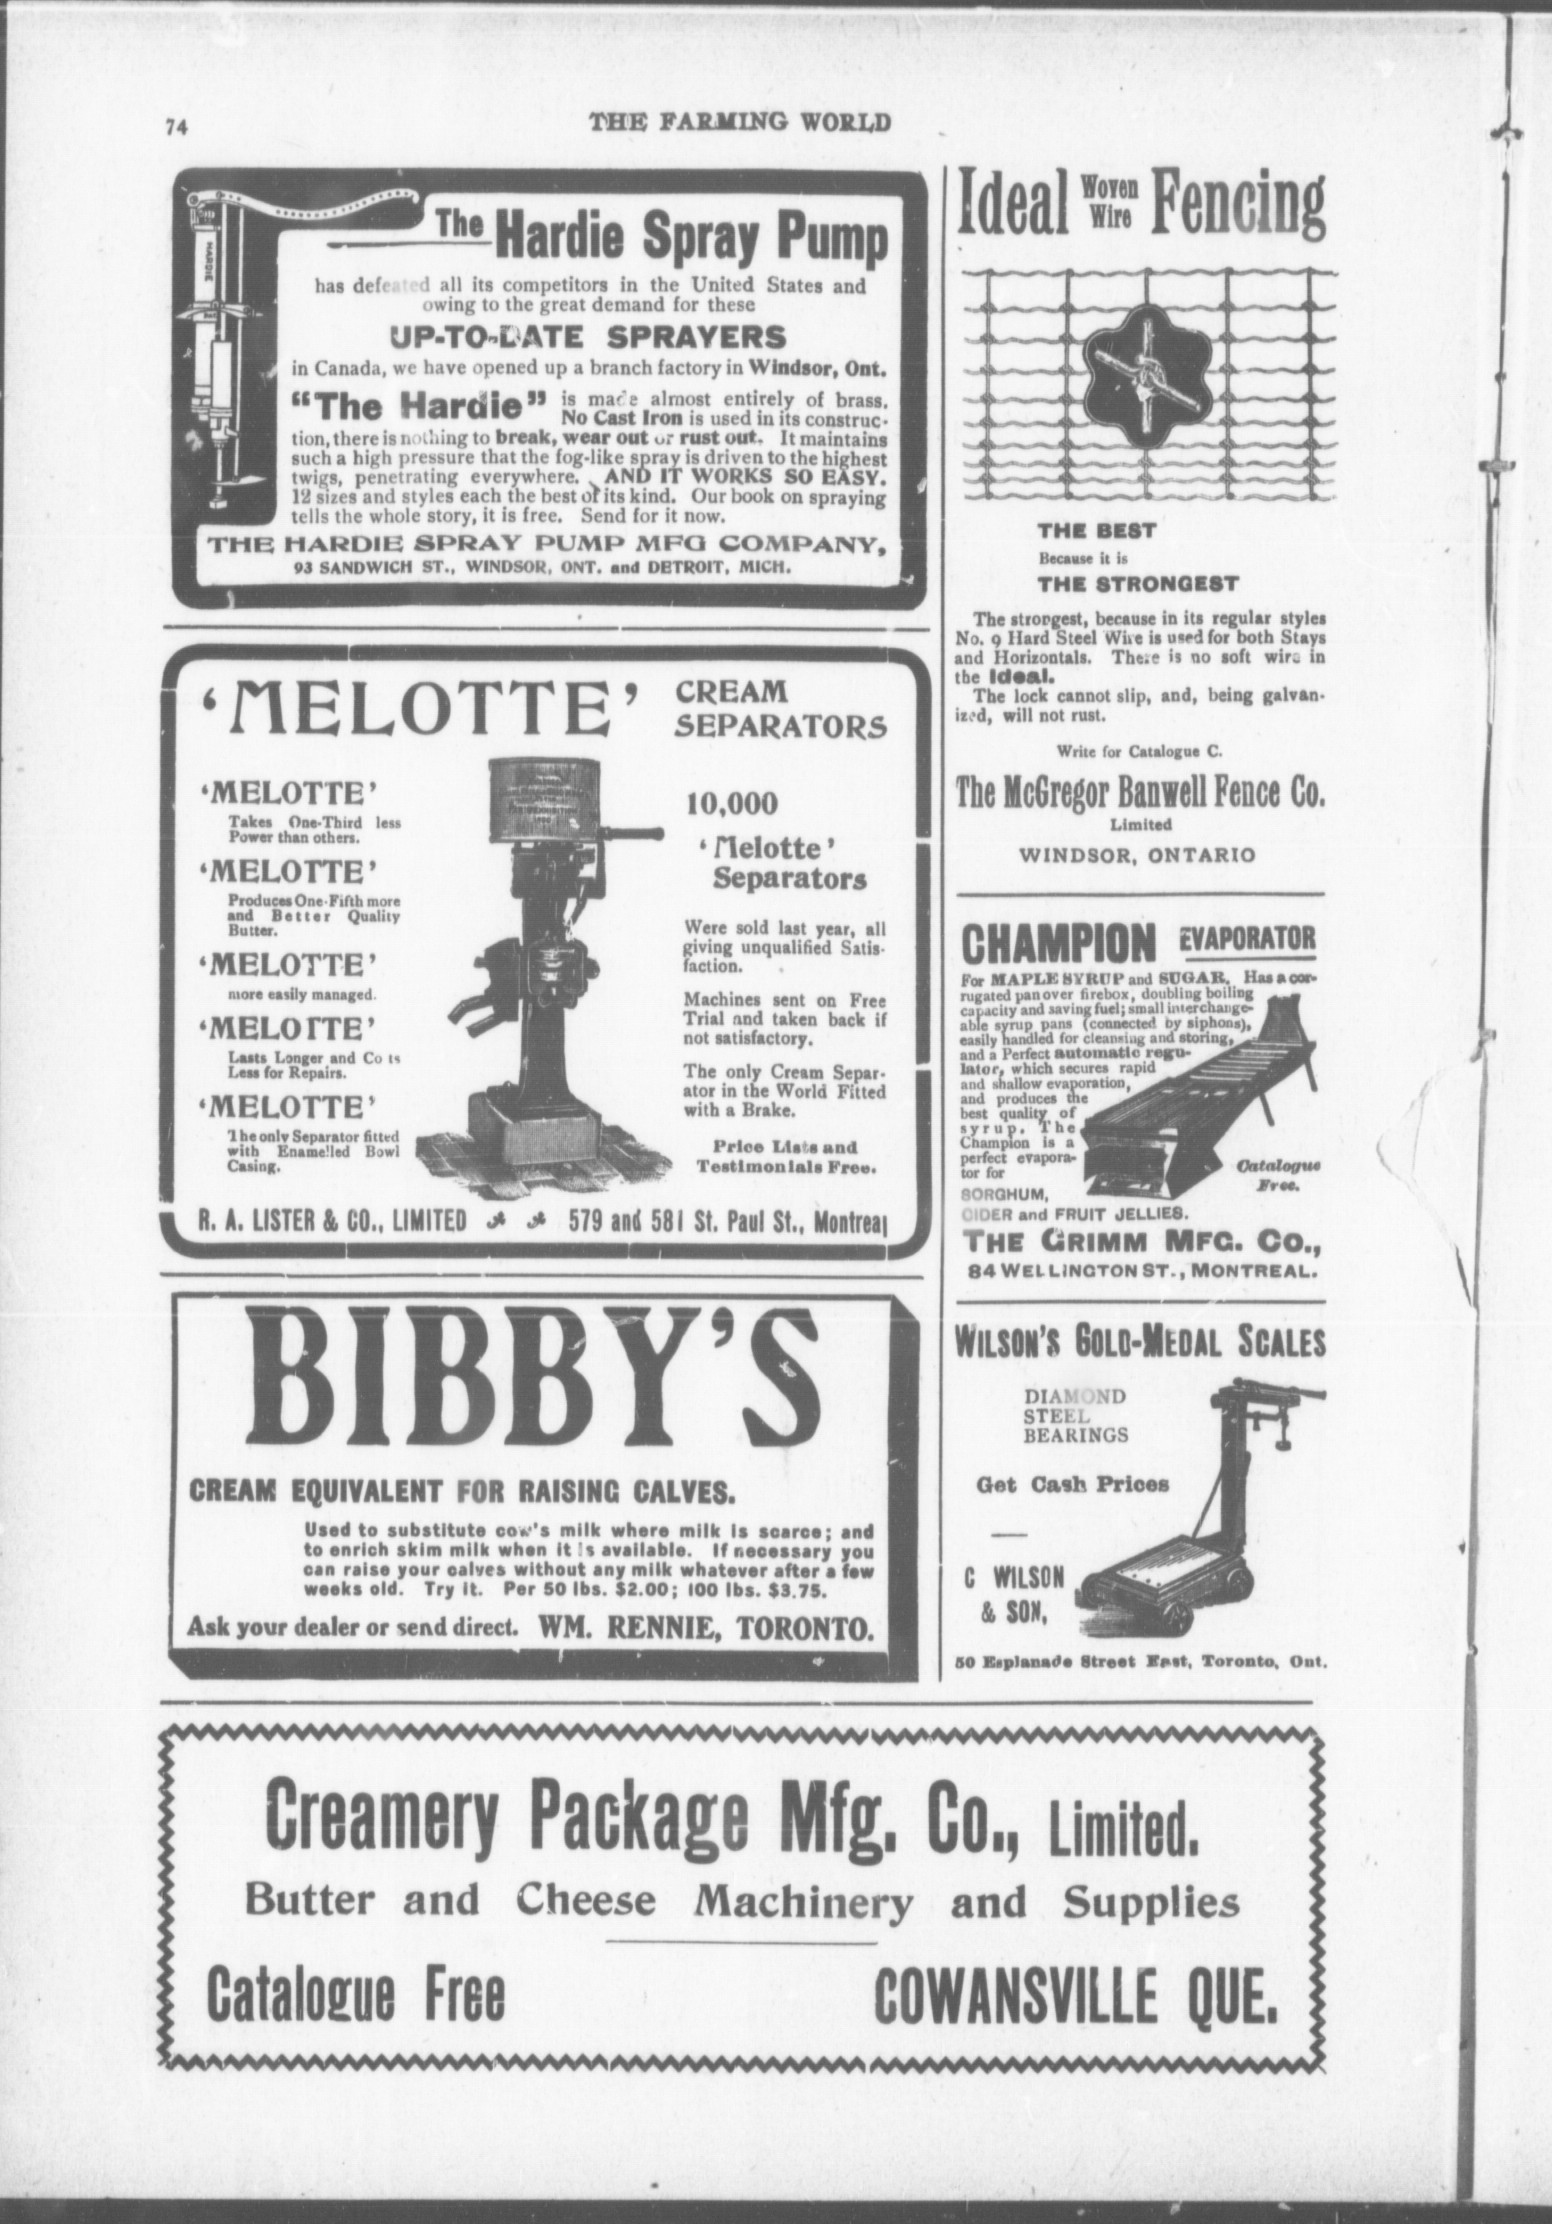 74
THE FARMING WORLD
The Hardie Spray Pump
has defeated all its competitors in the United States and
owing to the great demand for these
UP-TO-DATE SPRAYERS
in Canada, we have opened up a branch factory in Windsor, Ont.
"The Hardie" is made almost entirely of brass.
No Cast Iron is used in its construc-
tion, there is nothing to break, wear out or rust out. It maintains
such a high pressure that the fog-like spray is driven to the highest
twigs, penetrating everywhere. AND IT WORKS SO EASY.
12 sizes and styles each the best of its kind. Our book on spraying
tells the whole story, it is free. Send for it now.
THE HARDIE SPRAY PUMP MFG COMPANY,
93 SANDWICH ST., WINDSOR, ONT. and DETROIT, MICH.
HARDIE
'MELOTTE' CREAM
SEPARATORS
'MELOTTE'
Takes One-Third less
Power than others.
'MELOTTE'
Produces One-Fifth more
and Better Quality
Butter.
'MELOTTE'
more easily managed.
'MELOTTE'
Lasts Longer and Costs
Less for Repairs.
'MELOTTE'
The only Separator fitted
with Enamelled Bowl
Casing.
10,000
'Melotte'
Separators
Were sold last year, all
giving unqualified Satis-
faction.
Machines sent on Free
Trial and taken back if
not satisfactory.
The only Cream Separ-
ator in the World Fitted
with a Brake.
Price Lists and
Testimonials Free.
R. A. LISTER & CO., LIMITED 579 and 581 St. Paul St., Montreal
BIBBY'S
CREAM EQUIVALENT FOR RAISING CALVES.
Used to substitute cow's milk where milk is scarce; and
to enrich skim milk when it is available. If necessary you
can raise your calves without any milk whatever after a few
weeks old. Try it. Per 50 lbs. $2.00; 100 lbs. $3.75.
Ask your dealer or send direct. WM. RENNIE, TORONTO.
Ideal Woven Wire Fencing
THE BEST
Because it is
THE STRONGEST
The strongest, because in its regular styles
No. 9 Hard Steel Wire is used for both Stays
and Horizontals. There is no soft wire in
the Ideal.
The lock cannot slip, and, being galvan-
ized, will not rust.
Write for Catalogue C.
The McGregor Banwell Fence Co.
Limited
WINDSOR, ONTARIO
CHAMPION EVAPORATOR
For MAPLE SYRUP and SUGAR. Has a cor-
rugated pan over firebox, doubling boiling
capacity and saving fuel; small interchange-
able syrup pans (connected by siphons),
easily handled for cleansing and storing,
and a Perfect automatic regu-
lator, which secures rapid
and shallow evaporation,
and produces the
best quality of
syrup. The
Champion is a
perfect evapora-
tor for
SORGHUM,
CIDER and FRUIT JELLIES.
Catalogue
Free.
THE GRIMM MFG. CO.,
84 WELLINGTON ST., MONTREAL.
WILSON'S GOLD-MEDAL SCALES
DIAMOND
STEEL
BEARINGS
Get Cash Prices
C WILSON
& SON,
50 Esplanade Street East, Toronto, Ont.
Creamery Package Mfg. Co., Limited.
Butter and Cheese Machinery and Supplies
Catalogue Free COWANSVILLE QUE.